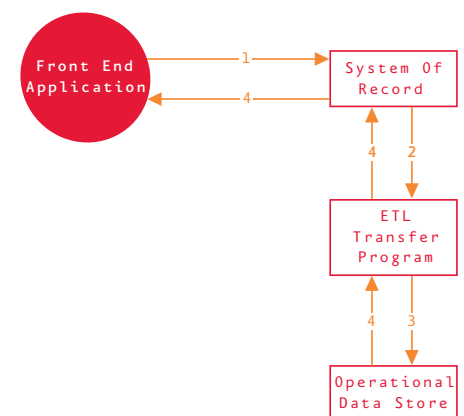 Front End
Application
1
4
System Of
Record
4
2
ETL
Transfer
Program
4
3
Operational
Data Store